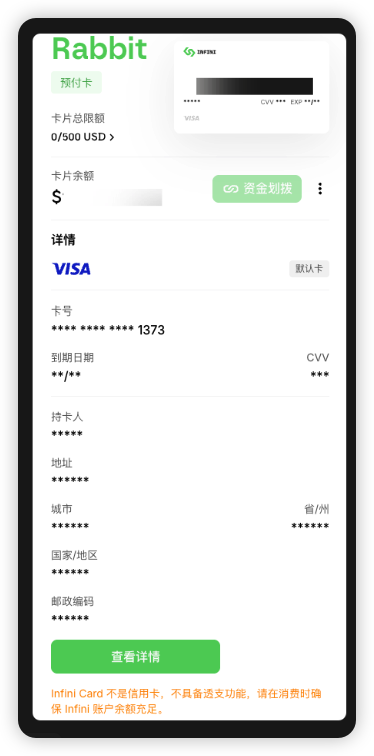 Rabbit
INFINI
预付卡
*****
CVV *** EXP **/**
VISA
卡片总限额
0/500 USD >
卡片余额
$
资金划拨
详情
VISA
默认卡
卡号
**** **** **** 1373
到期日期
CVV
**/**
***
持卡人
*****
地址
******
城市
省/州
******
******
国家/地区
******
邮政编码
******
查看详情
Infini Card 不是信用卡，不具备透支功能，请在消费时确
保 Infini 账户余额充足。